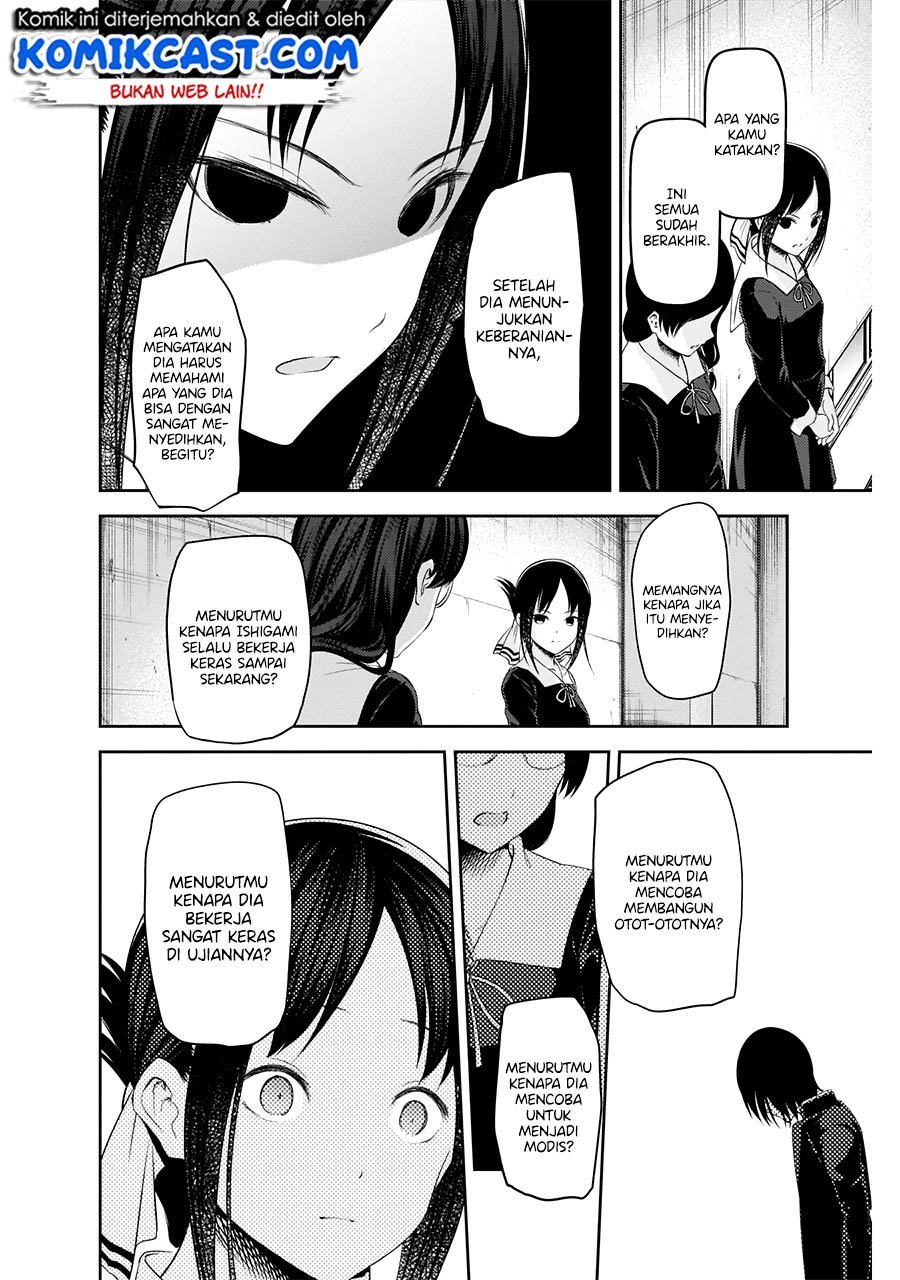 Komik ini diterjemahkan & diedit oleh
KOMIKCAST.COM
BUKAN WEB LAIN!!
APA YANG
KAMU
KATAKAN?
INI
SEMUA
SUDAH
BERAKHIR.
SETELAH
DIA MENUN-
JUKKAN
KEBERANIAN-
NYA,
APA KAMU
MENGATAKAN
DIA HARUS
MEMAHAMI
APA YANG DIA
BISA DENGAN
SANGAT ME-
NYEDIHKAN,
BEGITU?
MEMANGNYA
KENAPA JIKA
ITU MENYE-
DIHKAN?
MENURUTMU
KENAPA ISHIGAMI
SELALU BEKERJA
KERAS SAMPAI
SEKARANG?
MENURUTMU
KENAPA DIA
MENCOBA
MEMBANGUN
OTOT-OTOTNYA?
MENURUTMU
KENAPA DIA
MENCOBA
UNTUK
MENJADI
MODIS?
MENURUTMU
KENAPA DIA
BEKERJA
SANGAT KERAS
DI UJIANNYA?